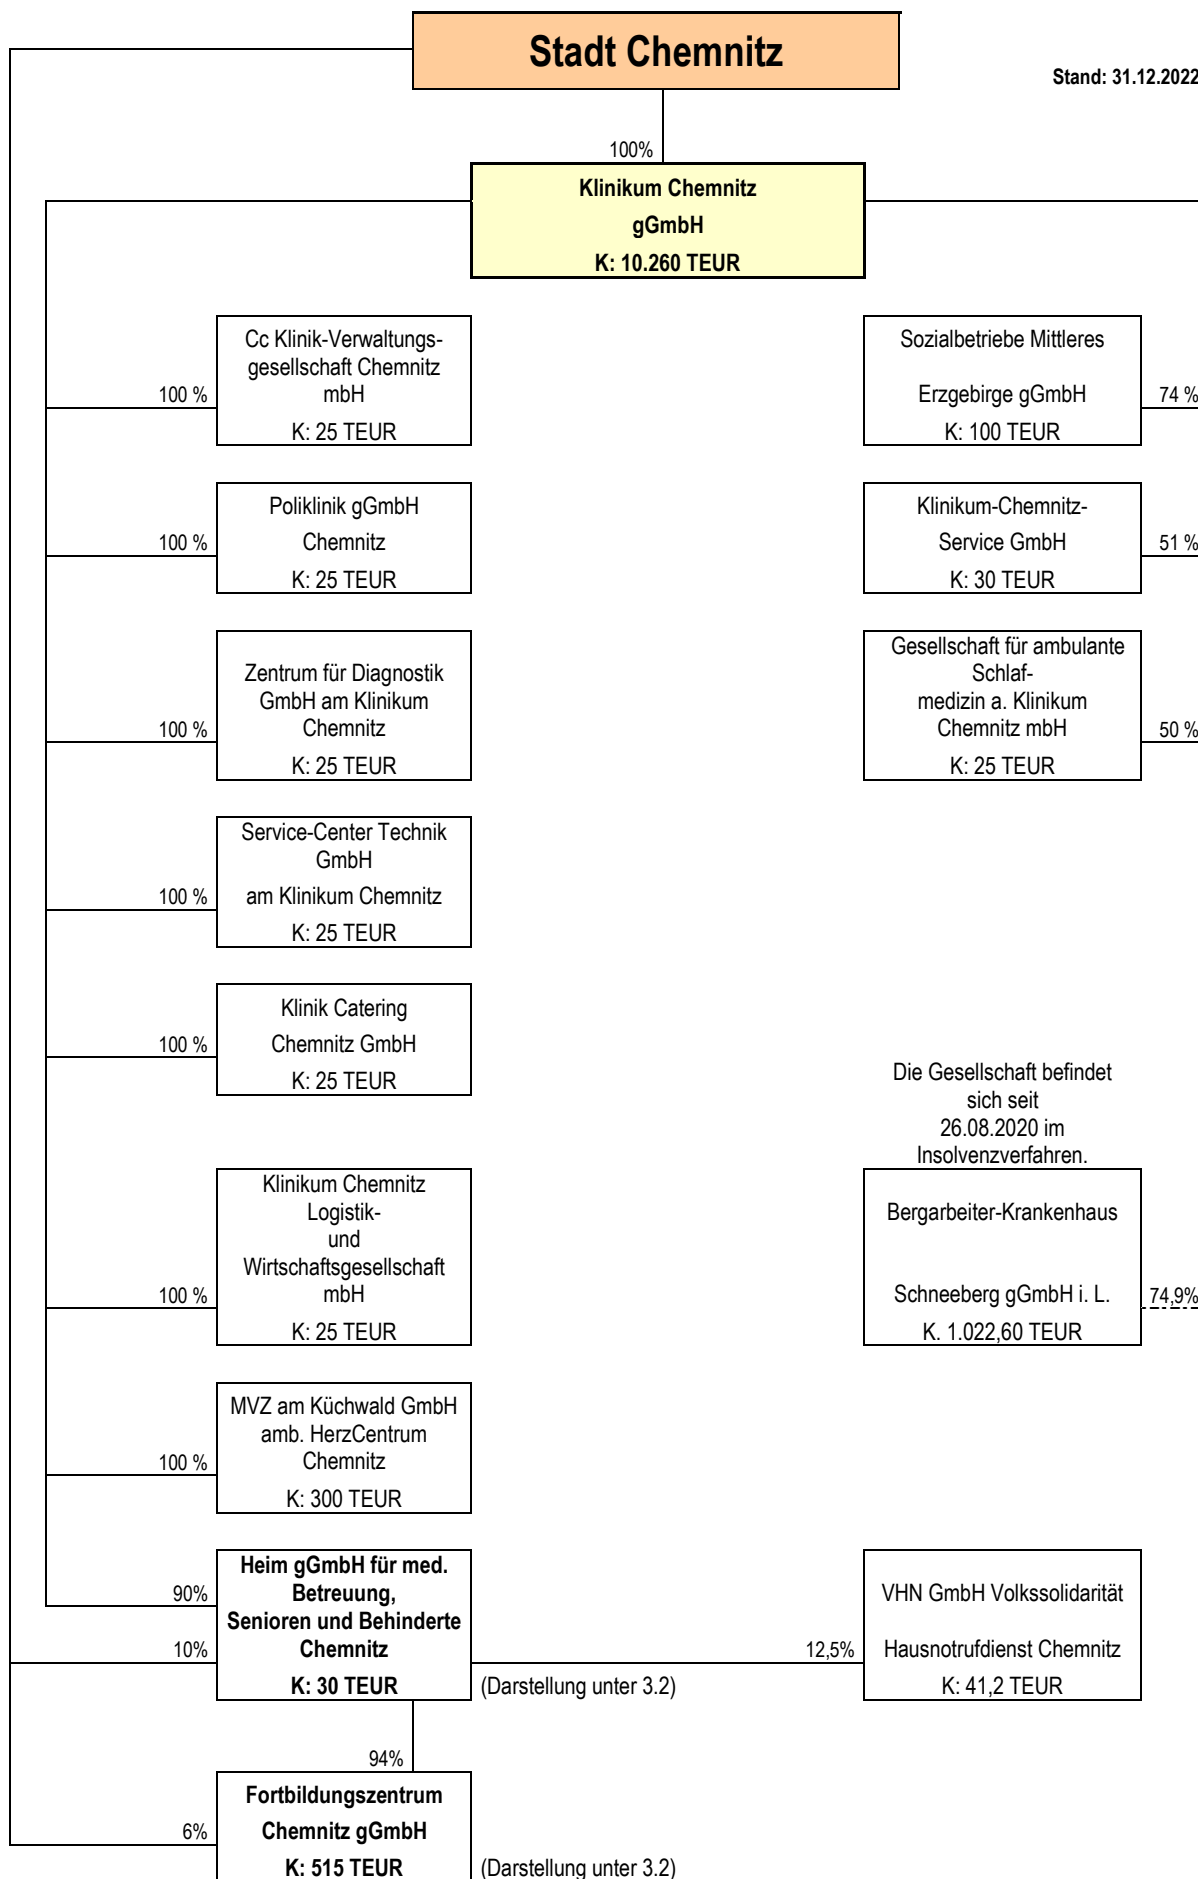 Stadt Chemnitz
Stand: 31.12.2022
100%
Klinikum Chemnitz
gGmbH
K: 10.260 TEUR
Cc Klinik-Verwaltungs-
gesellschaft Chemnitz
mbH
K: 25 TEUR
100 %
Sozialbetriebe Mittleres
Erzgebirge gGmbH
K: 100 TEUR
74 %
Poliklinik gGmbH
Chemnitz
K: 25 TEUR
100 %
Klinikum-Chemnitz-
Service GmbH
K: 30 TEUR
51 %
Zentrum für Diagnostik
GmbH am Klinikum
Chemnitz
K: 25 TEUR
100 %
Gesellschaft für ambulante
Schlaf-
medizin a. Klinikum
Chemnitz mbH
K: 25 TEUR
50 %
Service-Center Technik
GmbH
am Klinikum Chemnitz
K: 25 TEUR
100 %
Klinik Catering
Chemnitz GmbH
K: 25 TEUR
100 %
Die Gesellschaft befindet
sich seit
26.08.2020 im
Insolvenzverfahren.
Klinikum Chemnitz
Logistik-
und
Wirtschaftsgesellschaft
mbH
K: 25 TEUR
100 %
Bergarbeiter-Krankenhaus
Schneeberg gGmbH i. L.
K. 1.022,60 TEUR
74,9%
MVZ am Küchwald GmbH
amb. HerzCentrum
Chemnitz
K: 300 TEUR
100 %
Heim gGmbH für med.
Betreuung,
Senioren und Behinderte
Chemnitz
K: 30 TEUR
90%
10%
(Darstellung unter 3.2)
12,5%
VHN GmbH Volkssolidarität
Hausnotrufdienst Chemnitz
K: 41,2 TEUR
94%
Fortbildungszentrum
Chemnitz gGmbH
K: 515 TEUR
6%
(Darstellung unter 3.2)